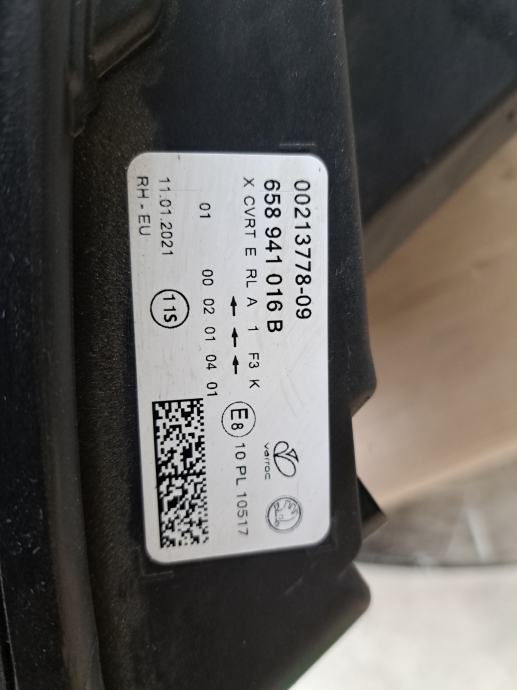 00213778-09
658 941 016 B
X CVRT E RL A 1 F3 K
01 00 02 01 04 01
11.01.2021
RH - EU
11S
E8
10 PL 10517
varroc